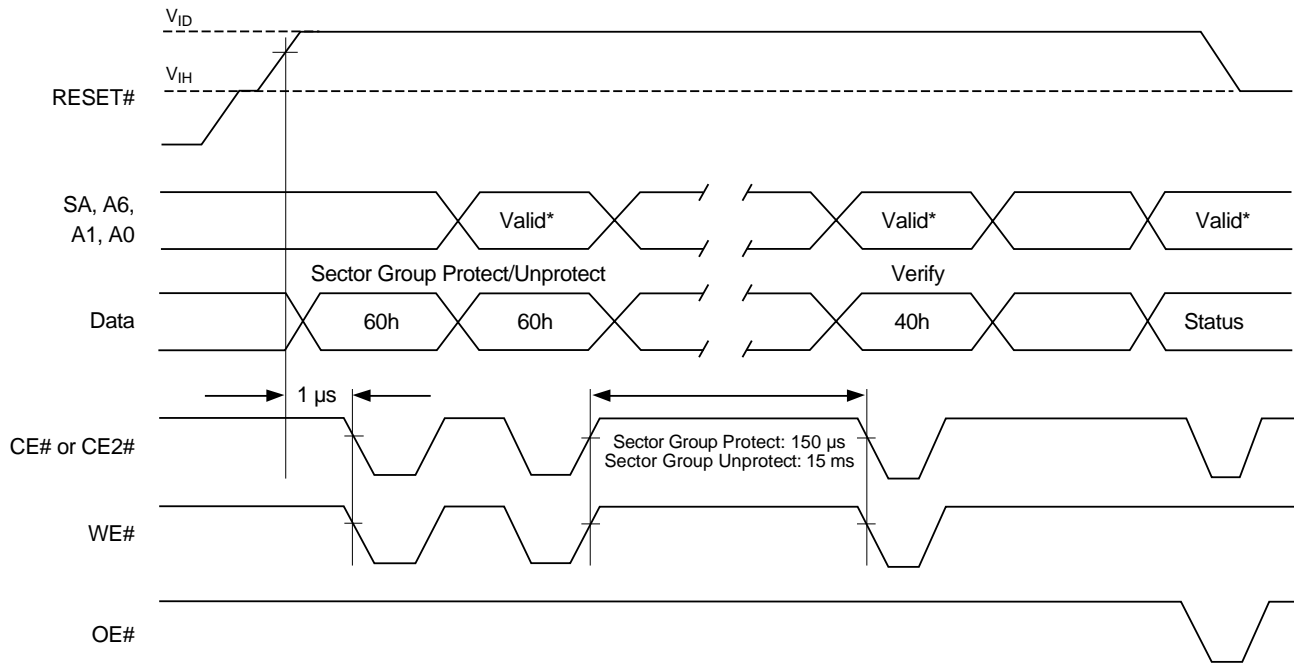 VID
VIH
RESET#
SA, A6,
A1, A0
Valid*
Valid*
Valid*
Sector Group Protect/Unprotect
Verify
Data
60h
60h
40h
Status
1 µs
CE# or CE2#
Sector Group Protect: 150 µs
Sector Group Unprotect: 15 ms
WE#
OE#